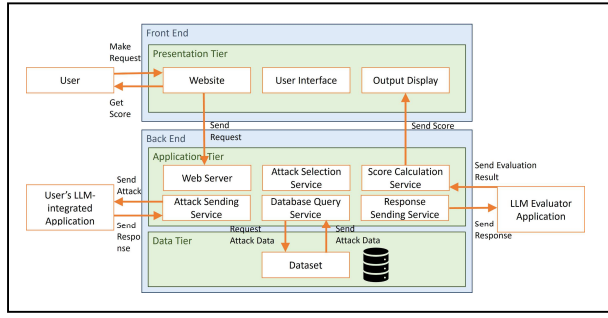 Front End
Make
Request
Presentation Tier
User
Website
User Interface
Output Display
Get
Score
Send
Request
Send Score
Back End
Application Tier
Send
Attack
Web Server
Attack Selection
Service
Score Calculation
Service
Send Evaluation
Result
User's LLM-
integrated
Application
Attack Sending
Service
Database Query
Service
Response
Sending Service
LLM Evaluator
Application
Send
Respo
nse
Request
Attack Data
Send
Attack Data
Send
Response
Data Tier
Dataset